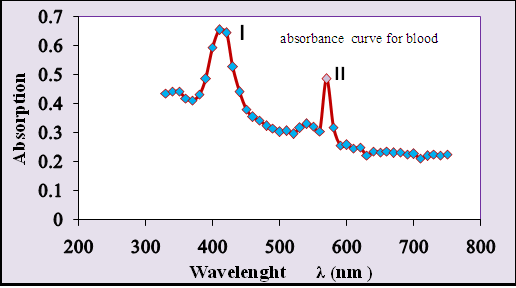 absorbance curve for blood
I
II
Absorption
0.7
0.6
0.5
0.4
0.3
0.2
0.1
0
200 300 400 500 600 700 800
Wavelenght λ (nm )